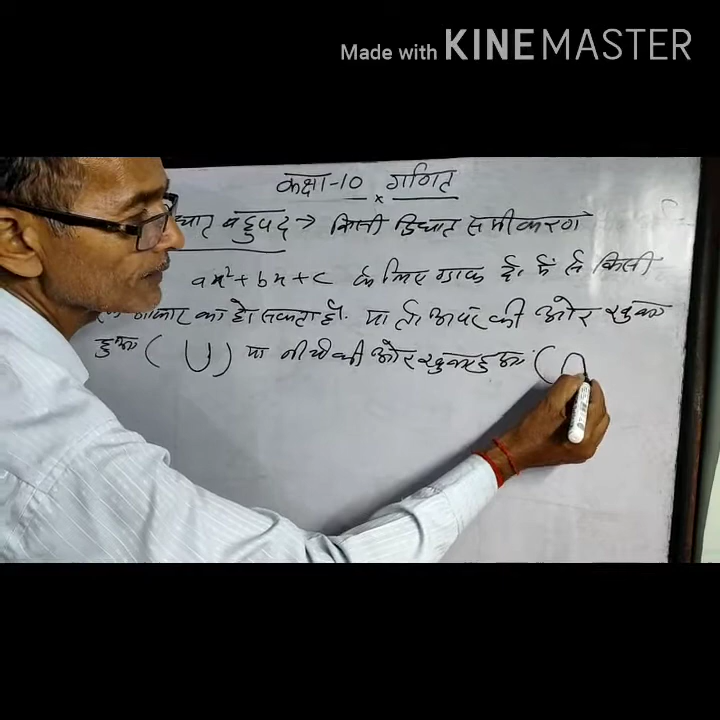 Made with KINEMASTER
कक्षा-10 गणित
घात बहुपद → किसी द्विघात समीकरण
ax²+bx+c के लिए ग्राफ दो में से किसी
आकार का हो सकता है। या तो ऊपर की ओर खुला
हुआ ( U ) या नीचे की ओर खुला हुआ (